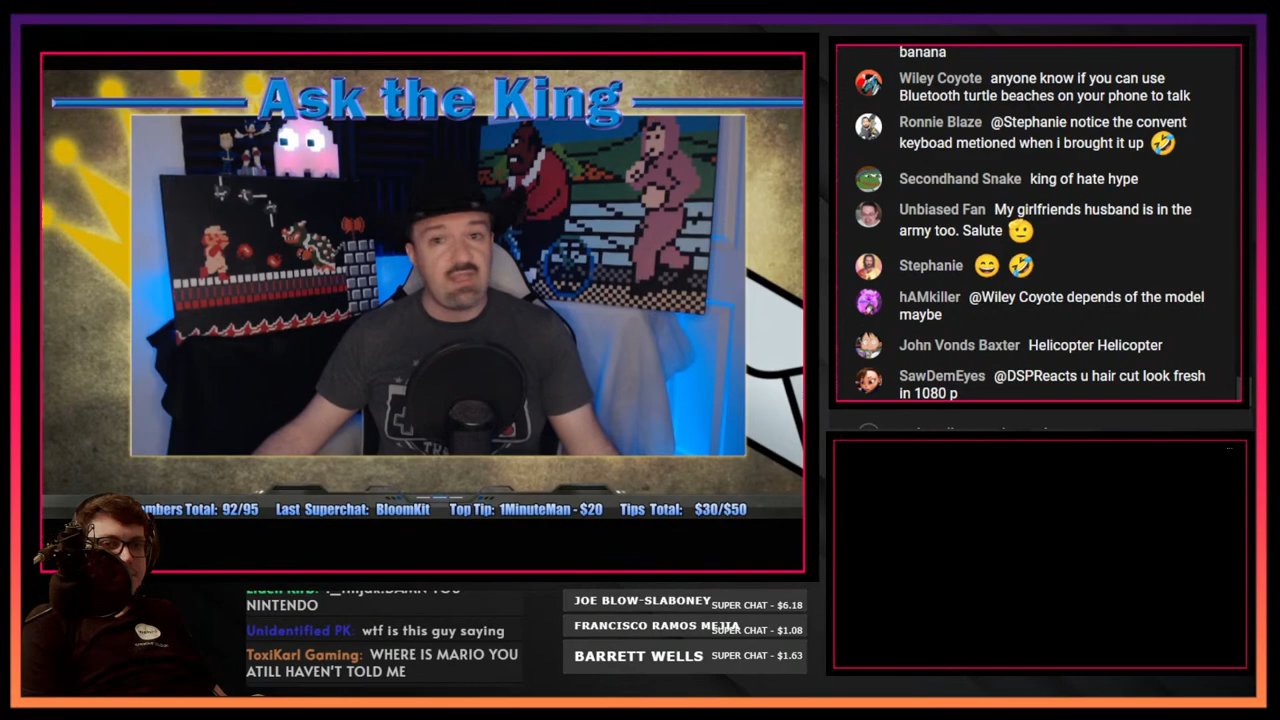 Ask the King
mbers Total: 92/95 Last Superchat: BloomKit Top Tip: 1MinuteMan - $20 Tips Total: $30/$50
NINTENDO
Unidentified PK: wtf is this guy saying
ToxiKarl Gaming: WHERE IS MARIO YOU
ATILL HAVEN'T TOLD ME
JOE BLOW-SLABONEY SUPER CHAT - $6.18
FRANCISCO RAMOS MEJIA SUPER CHAT - $1.08
BARRETT WELLS SUPER CHAT - $1.63
banana
Wiley Coyote anyone know if you can use
Bluetooth turtle beaches on your phone to talk
Ronnie Blaze @Stephanie notice the convent
keyboad metioned when i brought it up 🤣
Secondhand Snake king of hate hype
Unbiased Fan My girlfriends husband is in the
army too. Salute 🫡
Stephanie 😄 🤣
hAMkiller @Wiley Coyote depends of the model
maybe
John Vonds Baxter Helicopter Helicopter
SawDemEyes @DSPReacts u hair cut look fresh
in 1080 p